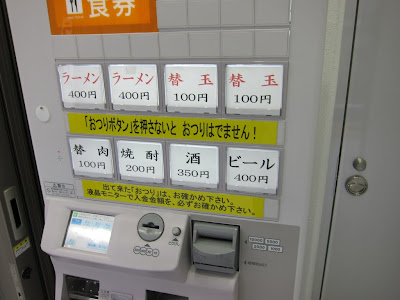 食券
ラーメン ラーメン 替玉 替玉
400円 400円 100円 100円
「おつりボタン」を押さないと おつりはでません!
替肉 焼酎 酒 ビール
100円 200円 350円 400円
出て来た「おつり」は、お確かめ下さい。
液晶モニターで入金金額を、必ずお確かめ下さい。